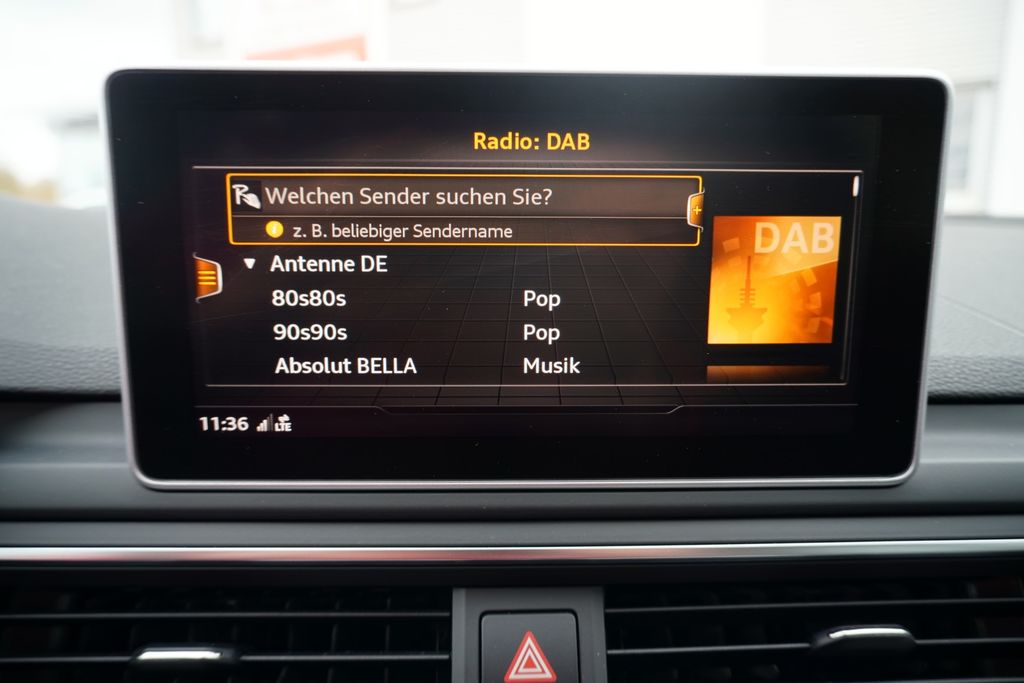 Radio: DAB
Welchen Sender suchen Sie?
z. B. beliebiger Sendername
DAB
Antenne DE
80s80s Pop
90s90s Pop
Absolut BELLA Musik
11:36 LTE